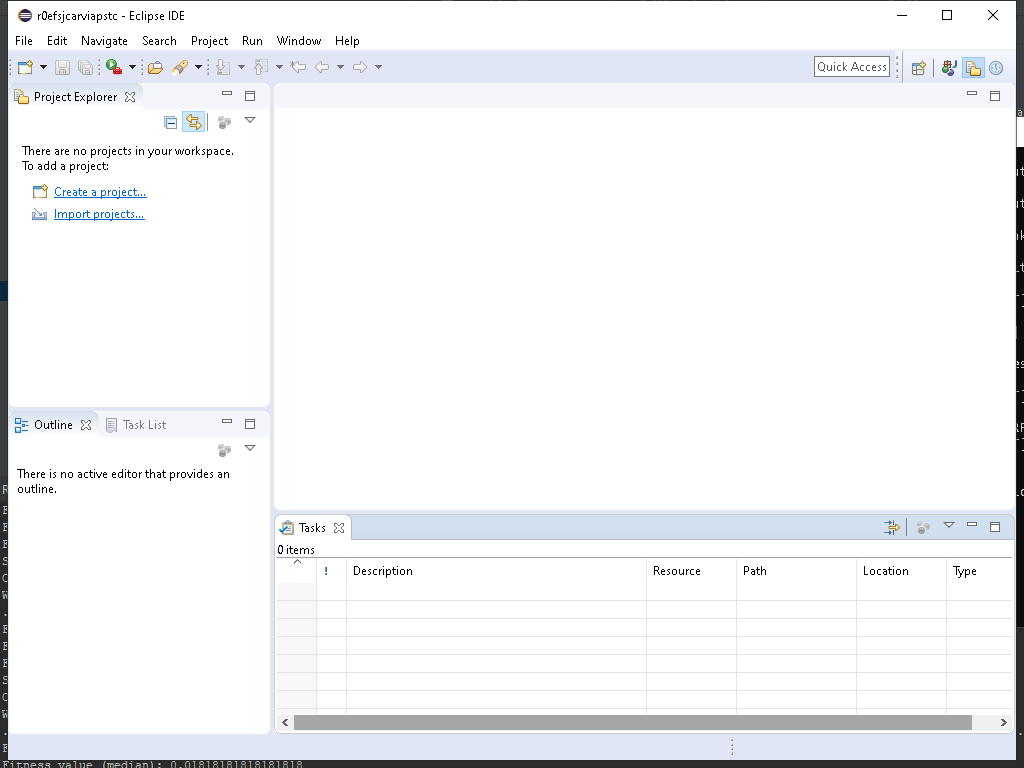 r0efsjcarviapstc - Eclipse IDE
File Edit Navigate Search Project Run Window Help
Quick Access
Project Explorer
There are no projects in your workspace.
To add a project:
Create a project...
Import projects...
Outline Task List
There is no active editor that provides an
outline.
Tasks
0 items
! Description Resource Path Location Type
Fitness value (median): 0.01818181818181818